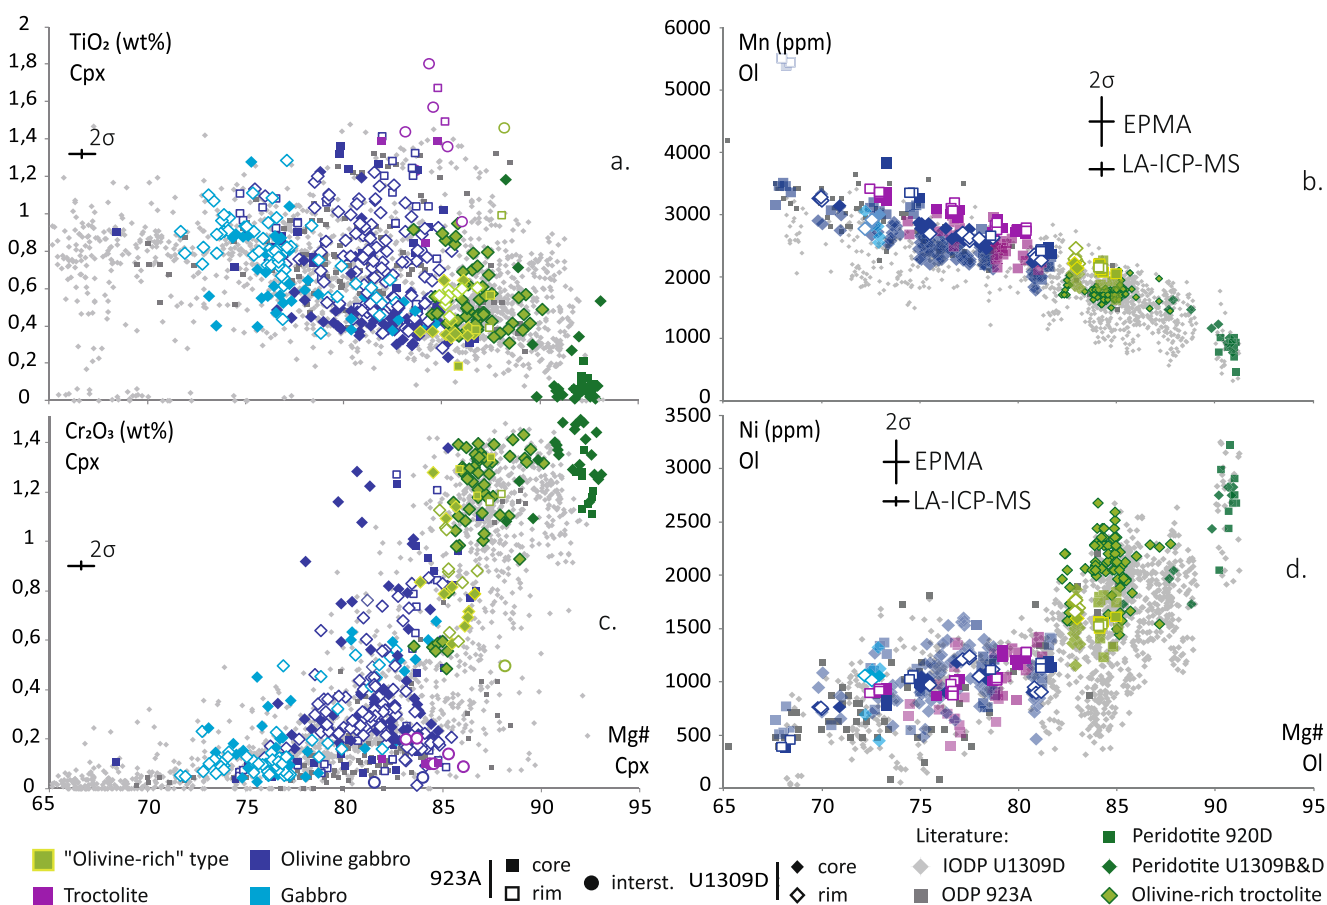 TiO₂ (wt%)
Cpx
2
1,8
1,6
1,4
1,2
1
0,8
0,6
0,4
0,2
0
2σ
a.
Mn (ppm)
Ol
6000
5000
4000
3000
2000
1000
0
2σ
EPMA
LA-ICP-MS
b.
Cr₂O₃ (wt%)
Cpx
1,4
1,2
1
0,8
0,6
0,4
0,2
0
2σ
c.
Mg#
Cpx
65 70 75 80 85 90 95
Ni (ppm)
Ol
3500
3000
2500
2000
1500
1000
500
0
2σ
EPMA
LA-ICP-MS
d.
Mg#
Ol
70 75 80 85 90 95
"Olivine-rich" type
Olivine gabbro
Troctolite
Gabbro
923A
core
rim
interst.
U1309D
core
rim
Literature:
IODP U1309D
ODP 923A
Peridotite 920D
Peridotite U1309B&D
Olivine-rich troctolite